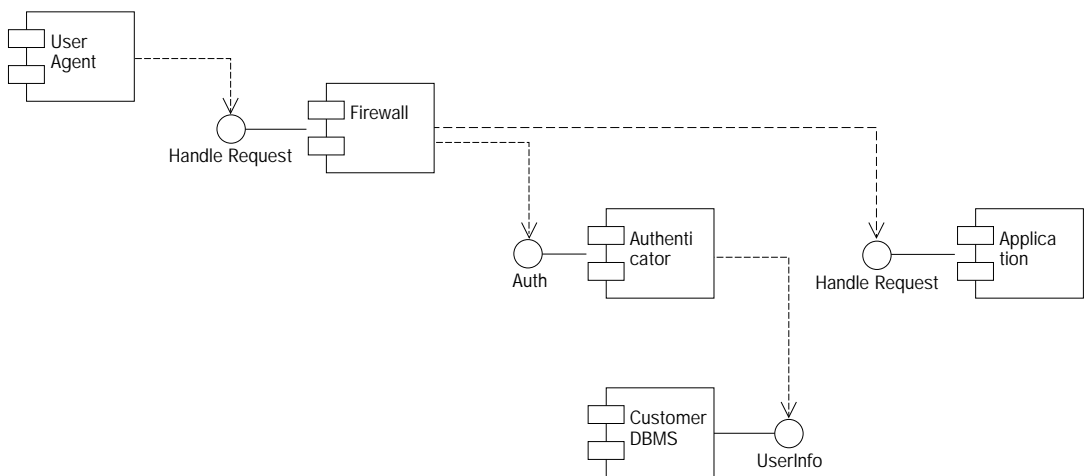 User
Agent
Firewall
Handle Request
Authenti
cator
Applica
tion
Auth
Handle Request
Customer
DBMS
UserInfo